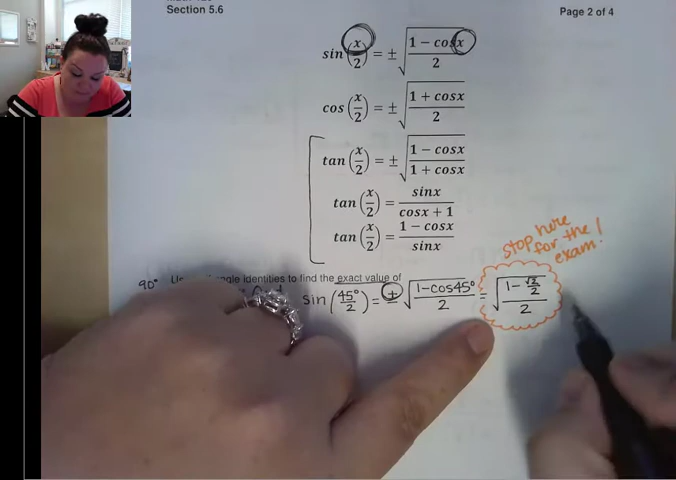 Section 5.6
Page 2 of 4
sin(x/2) = ± √((1 − cosx)/2)
cos(x/2) = ± √((1 + cosx)/2)
tan(x/2) = ± √((1 − cosx)/(1 + cosx))
tan(x/2) = sinx/(cosx + 1)
tan(x/2) = (1 − cosx)/sinx
stop here
for the
exam!
angle identities to find the exact value of
90°
sin(45°/2) = ± √((1−cos45°)/2) = √((1 − √2/2)/2)